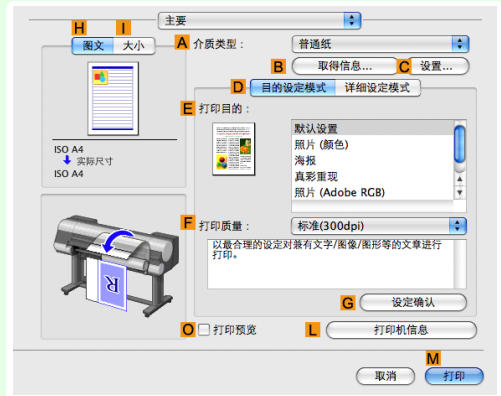 主要
H I
图文 大小
A 介质类型： 普通纸
B 取得信息... C 设置...
D 目的设定模式 详细设定模式
E 打印目的：
默认设置
照片 (颜色)
海报
真彩重现
照片 (Adobe RGB)
ISO A4
实际尺寸
ISO A4
F 打印质量： 标准(300dpi)
以最合理的设定对兼有文字/图像/图形等的文章进行
打印。
R
G 设定确认
O 打印预览 L 打印机信息
M
取消 打印